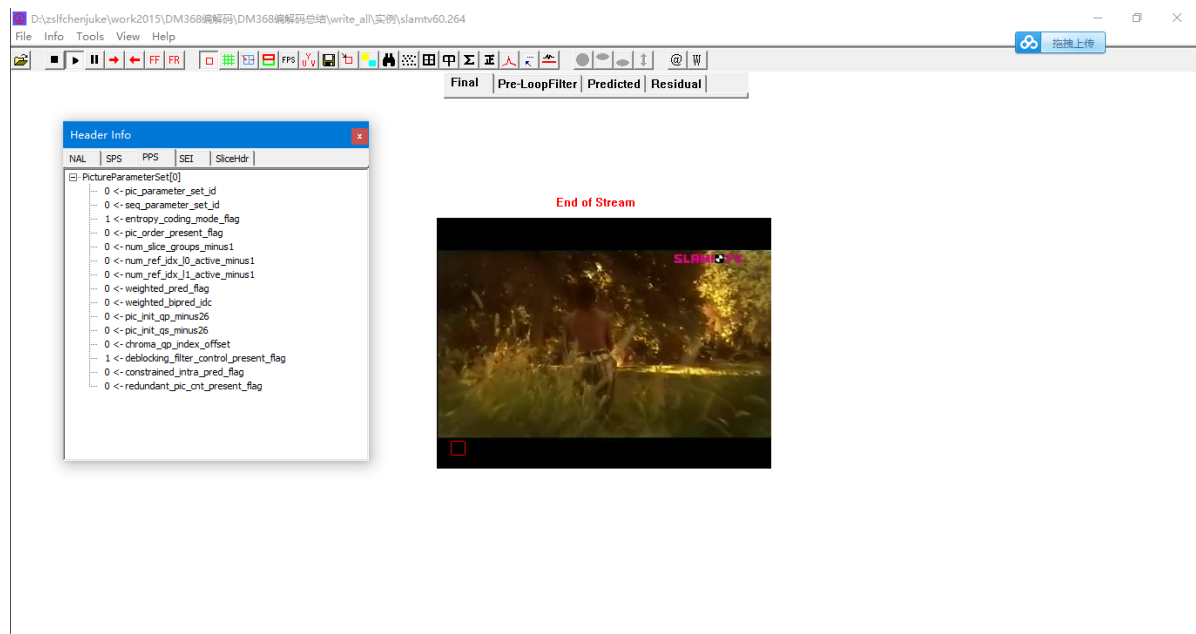 D:\zslfchenjuke\work2015\DM368编解码\DM368编解码总结\write_all\实例\slamtv60.264
File Info Tools View Help
拖拽上传
FF FR FPS YUV Σ @ W
Final Pre-LoopFilter Predicted Residual
Header Info
NAL SPS PPS SEI SliceHdr
PictureParameterSet[0]
0 <- pic_parameter_set_id
0 <- seq_parameter_set_id
1 <- entropy_coding_mode_flag
0 <- pic_order_present_flag
0 <- num_slice_groups_minus1
0 <- num_ref_idx_l0_active_minus1
0 <- num_ref_idx_l1_active_minus1
0 <- weighted_pred_flag
0 <- weighted_bipred_idc
0 <- pic_init_qp_minus26
0 <- pic_init_qs_minus26
0 <- chroma_qp_index_offset
1 <- deblocking_filter_control_present_flag
0 <- constrained_intra_pred_flag
0 <- redundant_pic_cnt_present_flag
End of Stream